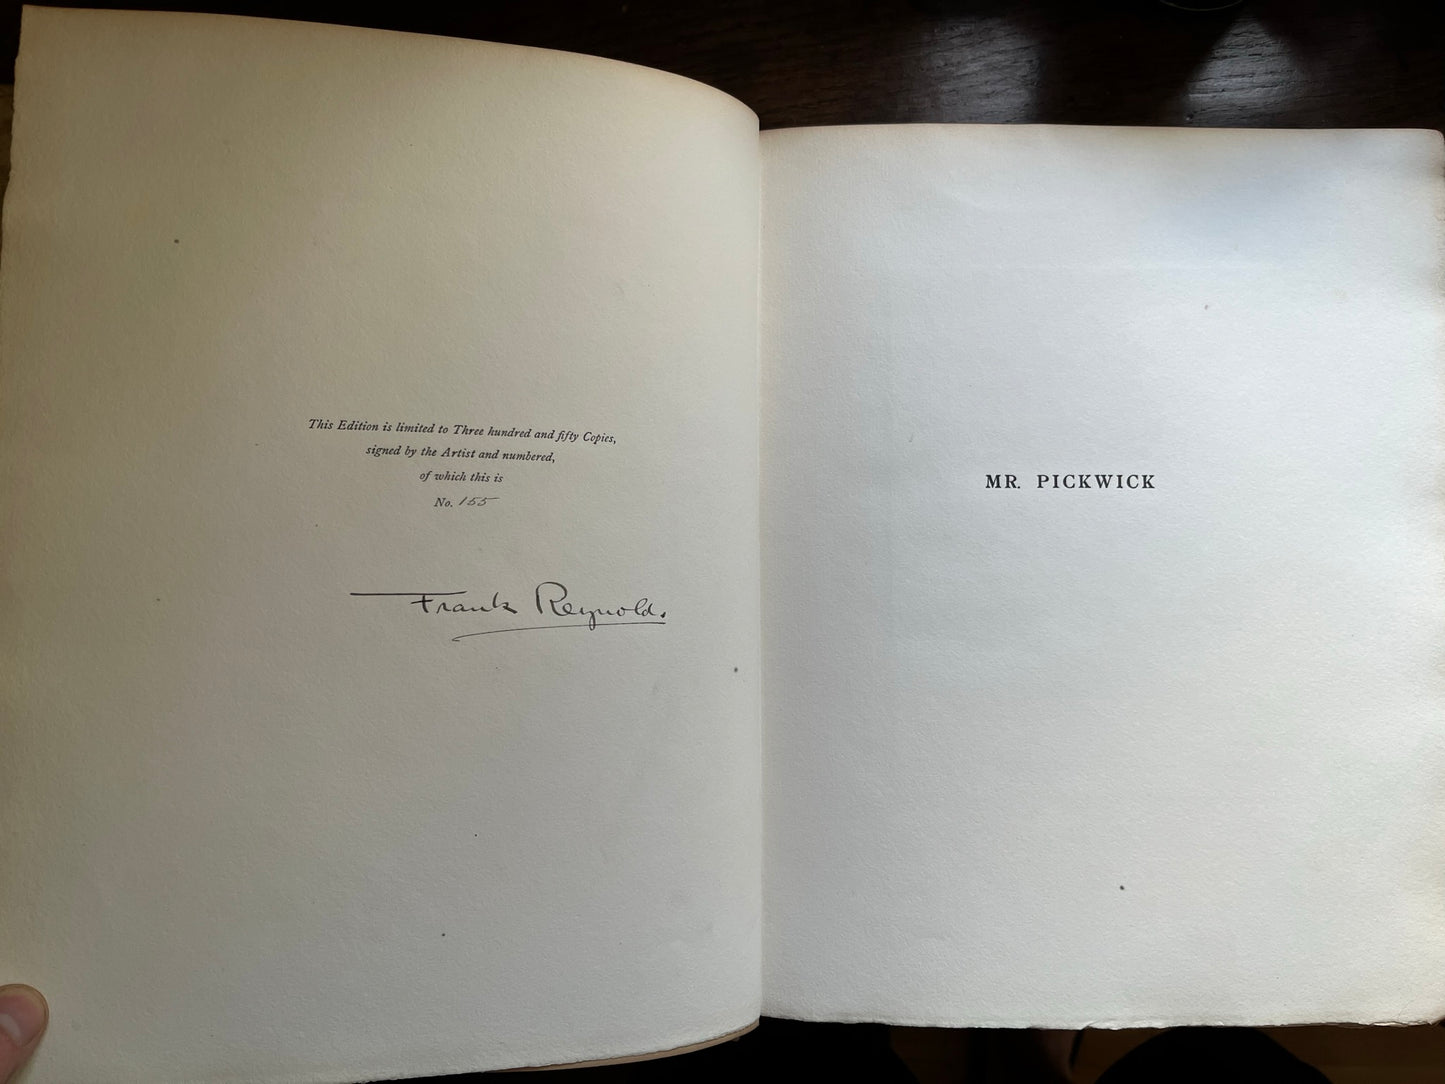 This Edition is limited to Three hundred and fifty Copies,
signed by the Artist and numbered,
of which this is
No. 155
Frank Reynolds
MR. PICKWICK